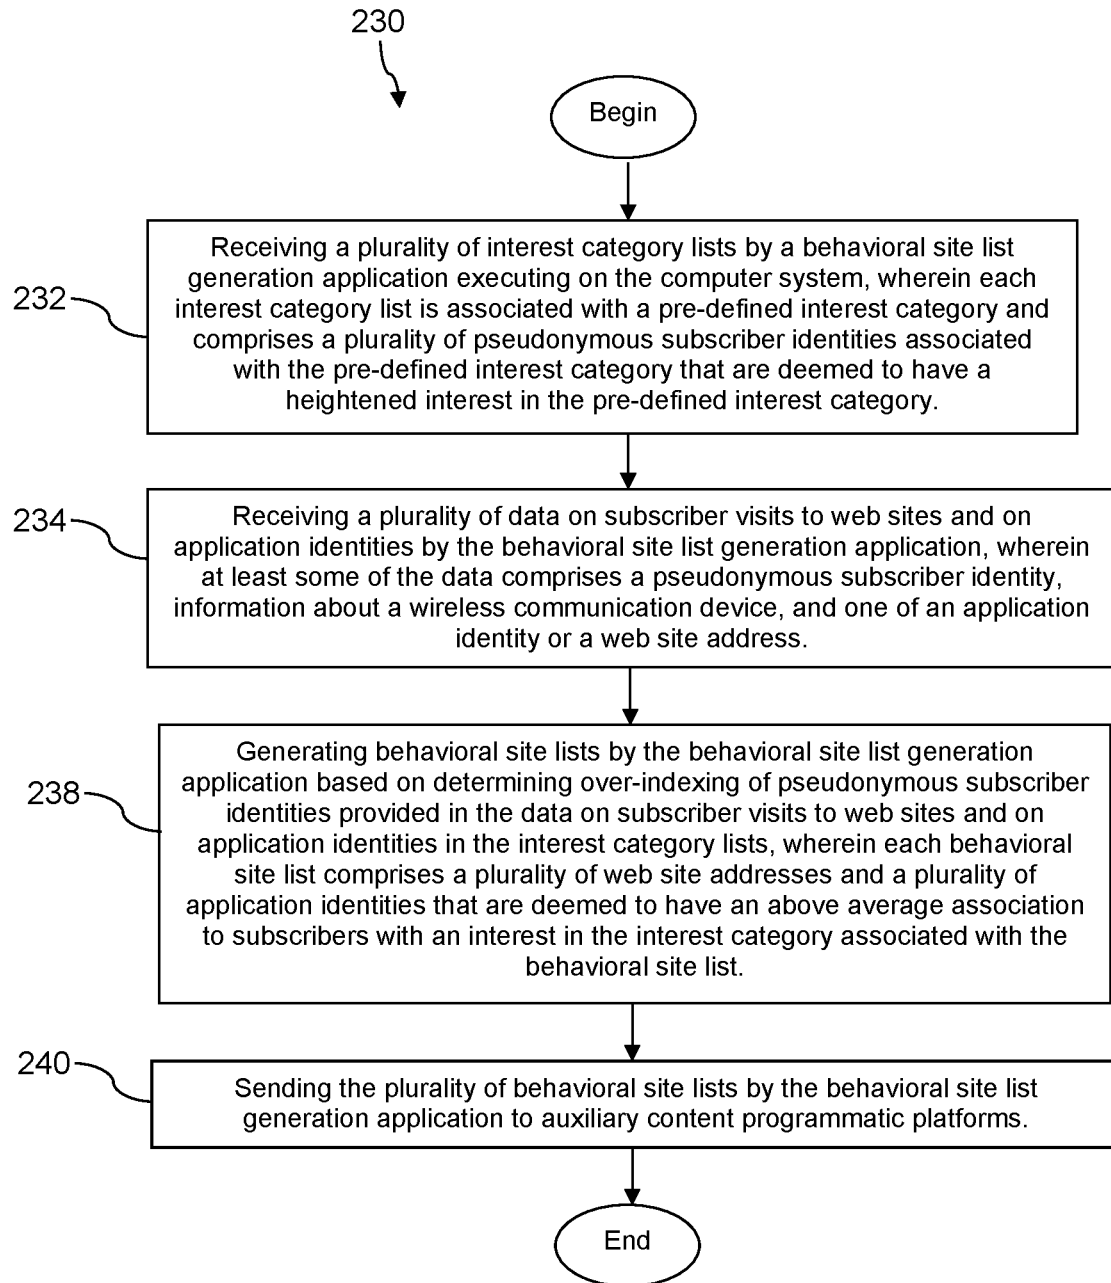 230
Begin
232
Receiving a plurality of interest category lists by a behavioral site list
generation application executing on the computer system, wherein each
interest category list is associated with a pre-defined interest category and
comprises a plurality of pseudonymous subscriber identities associated
with the pre-defined interest category that are deemed to have a
heightened interest in the pre-defined interest category.
234
Receiving a plurality of data on subscriber visits to web sites and on
application identities by the behavioral site list generation application, wherein
at least some of the data comprises a pseudonymous subscriber identity,
information about a wireless communication device, and one of an application
identity or a web site address.
238
Generating behavioral site lists by the behavioral site list generation
application based on determining over-indexing of pseudonymous subscriber
identities provided in the data on subscriber visits to web sites and on
application identities in the interest category lists, wherein each behavioral
site list comprises a plurality of web site addresses and a plurality of
application identities that are deemed to have an above average association
to subscribers with an interest in the interest category associated with the
behavioral site list.
240
Sending the plurality of behavioral site lists by the behavioral site list
generation application to auxiliary content programmatic platforms.
End